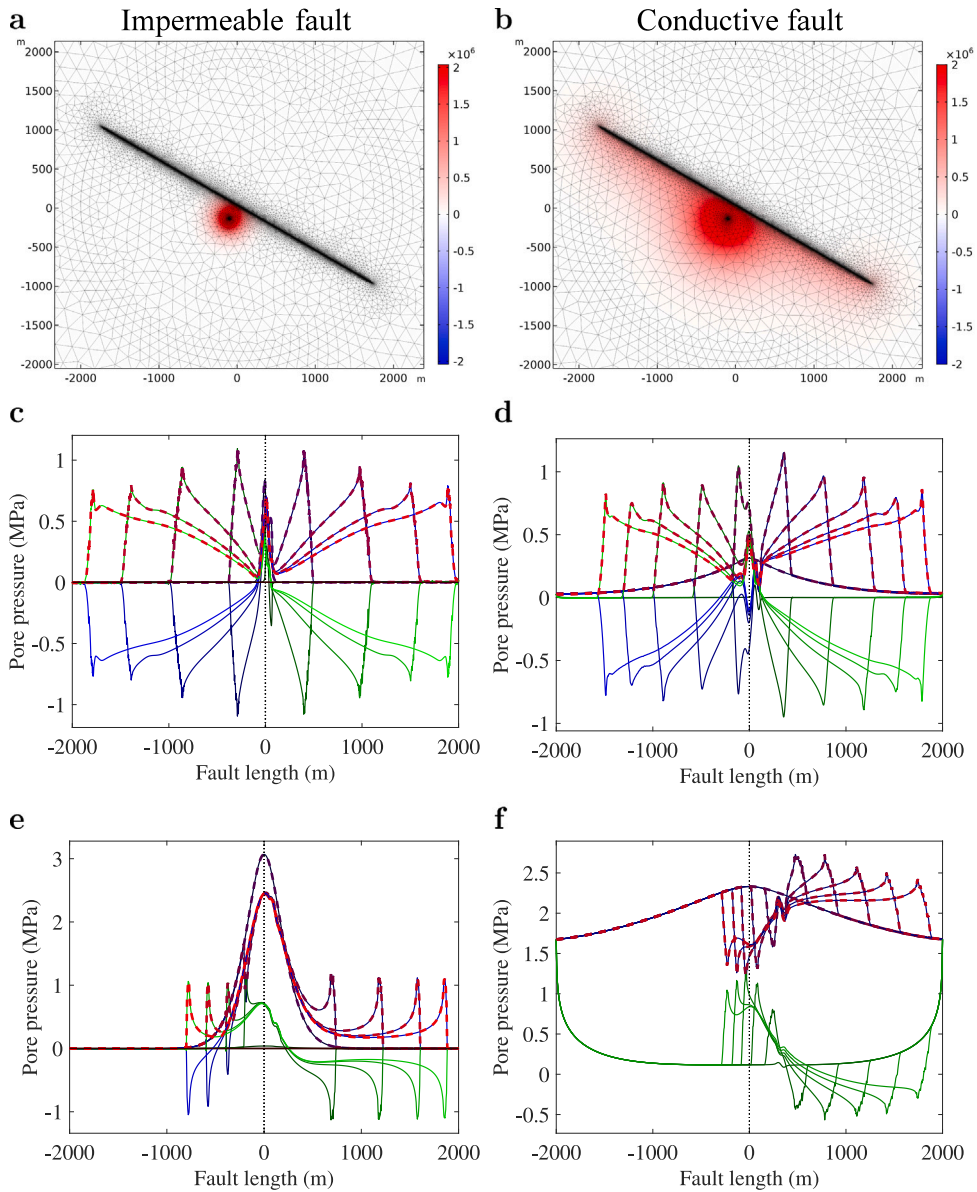 a Impermeable fault b Conductive fault
m ×10⁶ m ×10⁶
2000 2 2000 2
1500 1.5 1500 1.5
1000 1 1000 1
500 0.5 500 0.5
0 0 0 0
-500 -0.5 -500 -0.5
-1000 -1 -1000 -1
-1500 -1.5 -1500 -1.5
-2000 -2 -2000 -2
-2000 -1000 0 1000 2000 m -2000 -1000 0 1000 2000 m
c d
Pore pressure (MPa) Pore pressure (MPa)
1 1
0.5 0.5
0 0
-0.5 -0.5
-1 -1
-2000 -1000 0 1000 2000 -2000 -1000 0 1000 2000
Fault length (m) Fault length (m)
e f
Pore pressure (MPa) Pore pressure (MPa)
3 2.5
2 2
1 1.5
0 1
-1 0.5
0
-0.5
-2000 -1000 0 1000 2000 -2000 -1000 0 1000 2000
Fault length (m) Fault length (m)